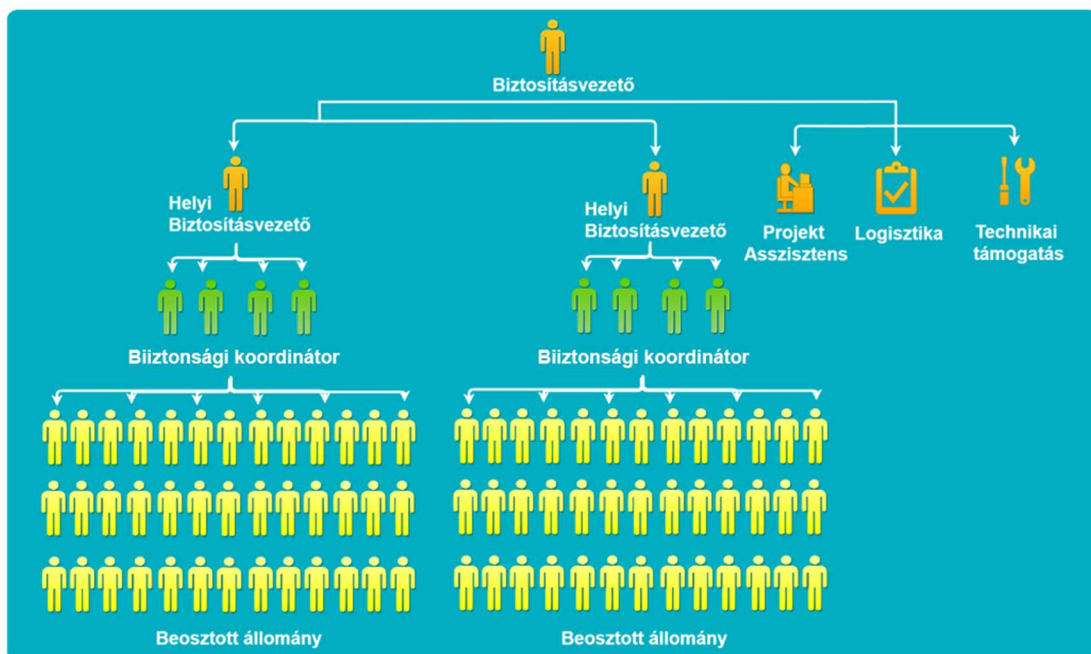 Biztosításvezető
Helyi
Biztosításvezető
Helyi
Biztosításvezető
Projekt
Asszisztens
Logisztika
Technikai
támogatás
Biiztonsági koordinátor
Biiztonsági koordinátor
Beosztott állomány
Beosztott állomány